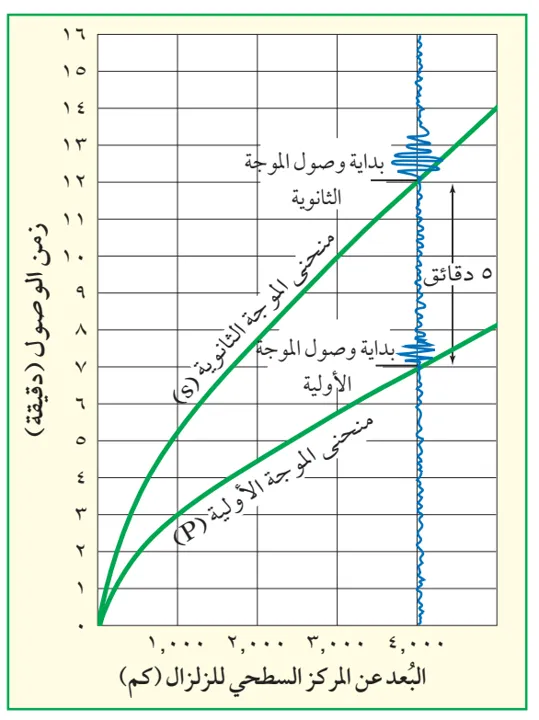 ١٦
١٥
١٤
١٣
١٢
١١
١٠
٩
٨
٧
٦
٥
٤
٣
٢
١
٠
زمن الوصول (دقيقة)
بداية وصول الموجة
الثانوية
منحنى الموجة الثانوية (s)
٥ دقائق
بداية وصول الموجة
الأولية
منحنى الموجة الأولية (P)
١,٠٠٠ ٢,٠٠٠ ٣,٠٠٠ ٤,٠٠٠
البُعد عن المركز السطحي للزلزال (كم)